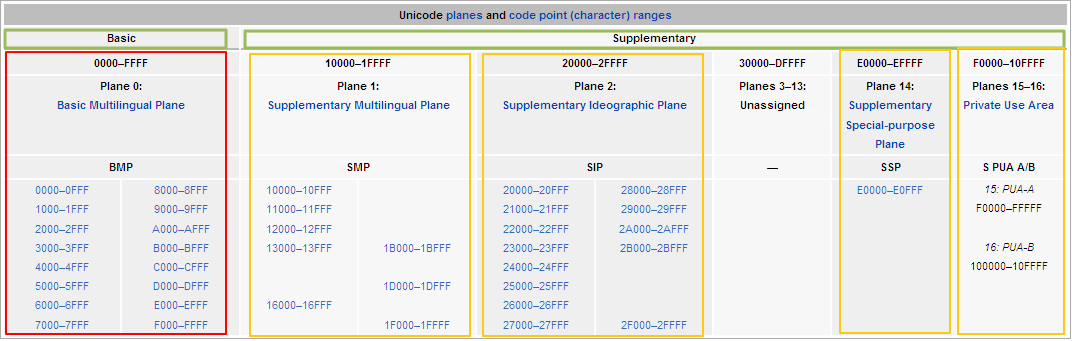 Unicode planes and code point (character) ranges
Basic Supplementary
0000–FFFF 10000–1FFFF 20000–2FFFF 30000–DFFFF E0000–EFFFF F0000–10FFFF
Plane 0: Plane 1: Plane 2: Planes 3–13: Plane 14: Planes 15–16:
Basic Multilingual Plane Supplementary Multilingual Plane Supplementary Ideographic Plane Unassigned Supplementary Private Use Area
Special-purpose
Plane
BMP SMP SIP — SSP S PUA A/B
0000–0FFF 8000–8FFF 10000–10FFF 20000–20FFF 28000–28FFF E0000–E0FFF 15: PUA-A
1000–1FFF 9000–9FFF 11000–11FFF 21000–21FFF 29000–29FFF F0000–FFFFF
2000–2FFF A000–AFFF 12000–12FFF 22000–22FFF 2A000–2AFFF
3000–3FFF B000–BFFF 13000–13FFF 1B000–1BFFF 23000–23FFF 2B000–2BFFF 16: PUA-B
4000–4FFF C000–CFFF 24000–24FFF 100000–10FFFF
5000–5FFF D000–DFFF 1D000–1DFFF 25000–25FFF
6000–6FFF E000–EFFF 16000–16FFF 26000–26FFF
7000–7FFF F000–FFFF 1F000–1FFFF 27000–27FFF 2F000–2FFFF